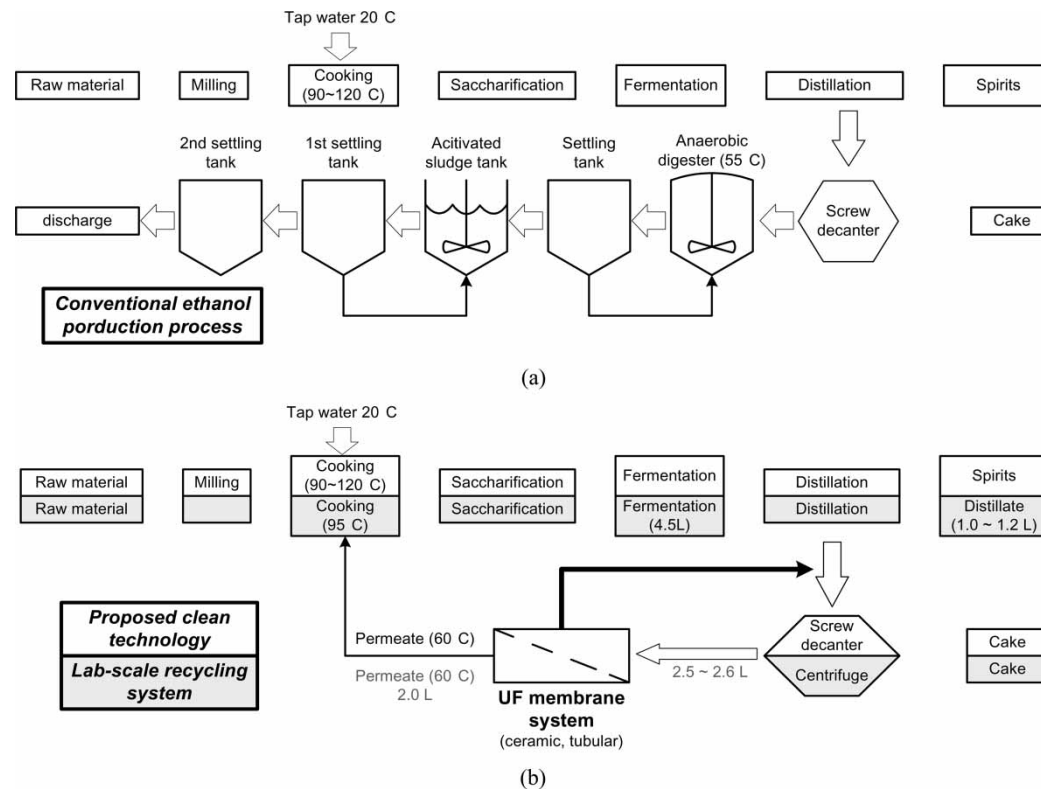 Tap water 20 C
Raw material
Milling
Cooking
(90~120 C)
Saccharification
Fermentation
Distillation
Spirits
2nd settling
tank
1st settling
tank
Acitivated
sludge tank
Settling
tank
Anaerobic
digester (55 C)
discharge
Screw
decanter
Cake
Conventional ethanol
porduction process
(a)
Tap water 20 C
Raw material
Raw material
Milling
Cooking
(90~120 C)
Cooking
(95 C)
Saccharification
Saccharification
Fermentation
Fermentation
(4.5L)
Distillation
Distillation
Spirits
Distillate
(1.0 ~ 1.2 L)
Proposed clean
technology
Lab-scale recycling
system
Permeate (60 C)
Permeate (60 C)
2.0 L
UF membrane
system
(ceramic, tubular)
2.5 ~ 2.6 L
Screw
decanter
Centrifuge
Cake
Cake
(b)